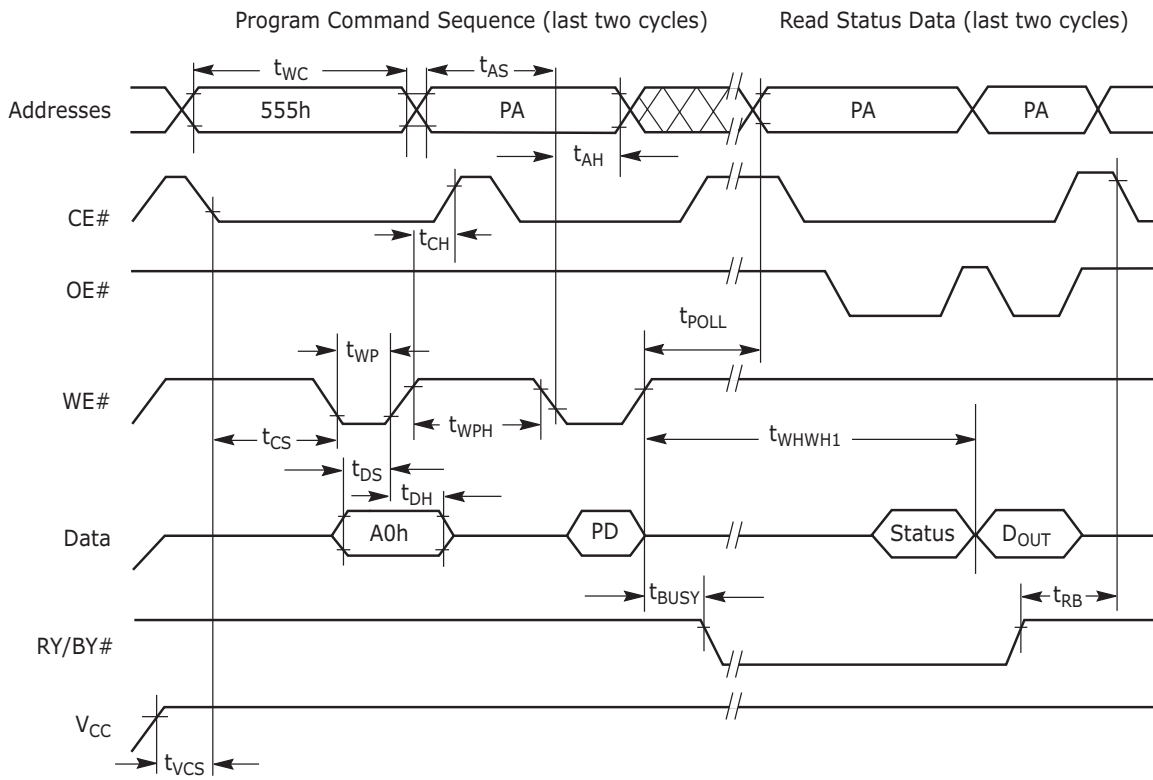 Program Command Sequence (last two cycles) Read Status Data (last two cycles)
tWC tAS
Addresses 555h PA PA PA
tAH
CE#
tCH
OE#
tPOLL
tWP
WE#
tCS tWPH tWHWH1
tDS
tDH
Data A0h PD Status DOUT
tBUSY tRB
RY/BY#
VCC
tVCS